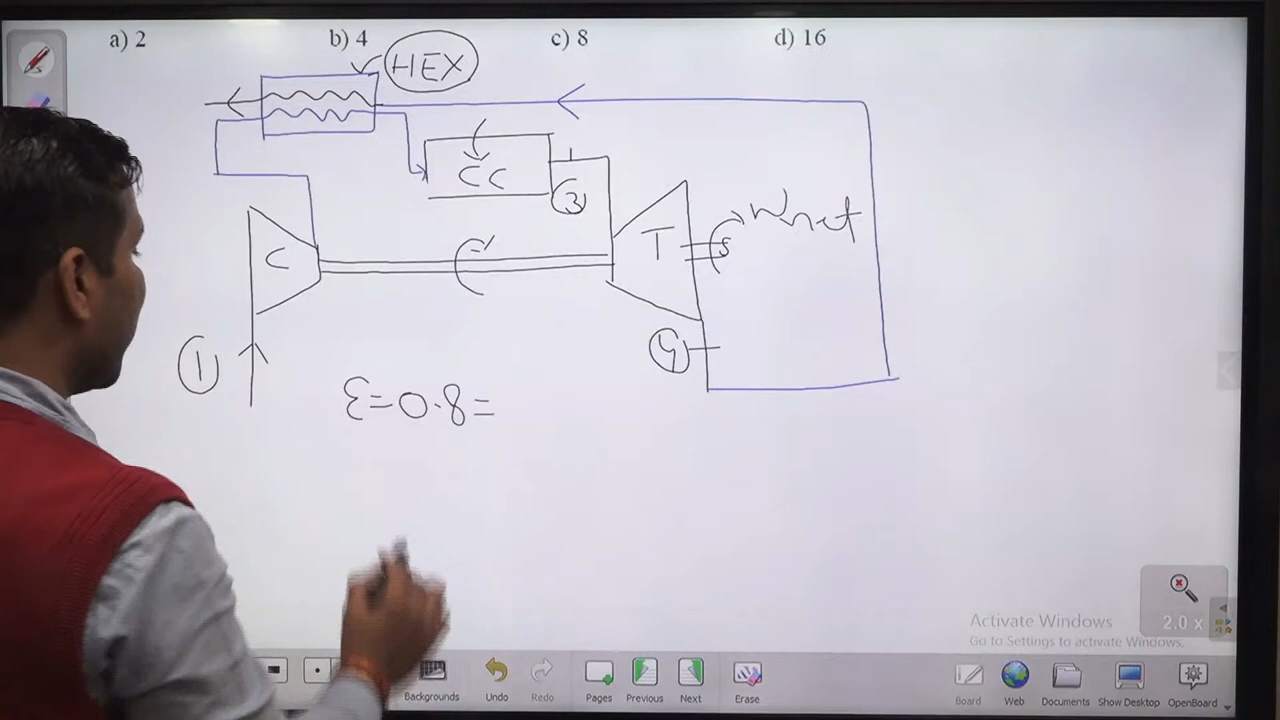 a) 2 b) 4 c) 8 d) 16
HEX
CC
3
C
T
Wnet
1
4
ε=0.8=
Activate Windows
Go to Settings to activate Windows.
2.0 x
Backgrounds Undo Redo Pages Previous Next Erase Board Web Documents Show Desktop OpenBoard